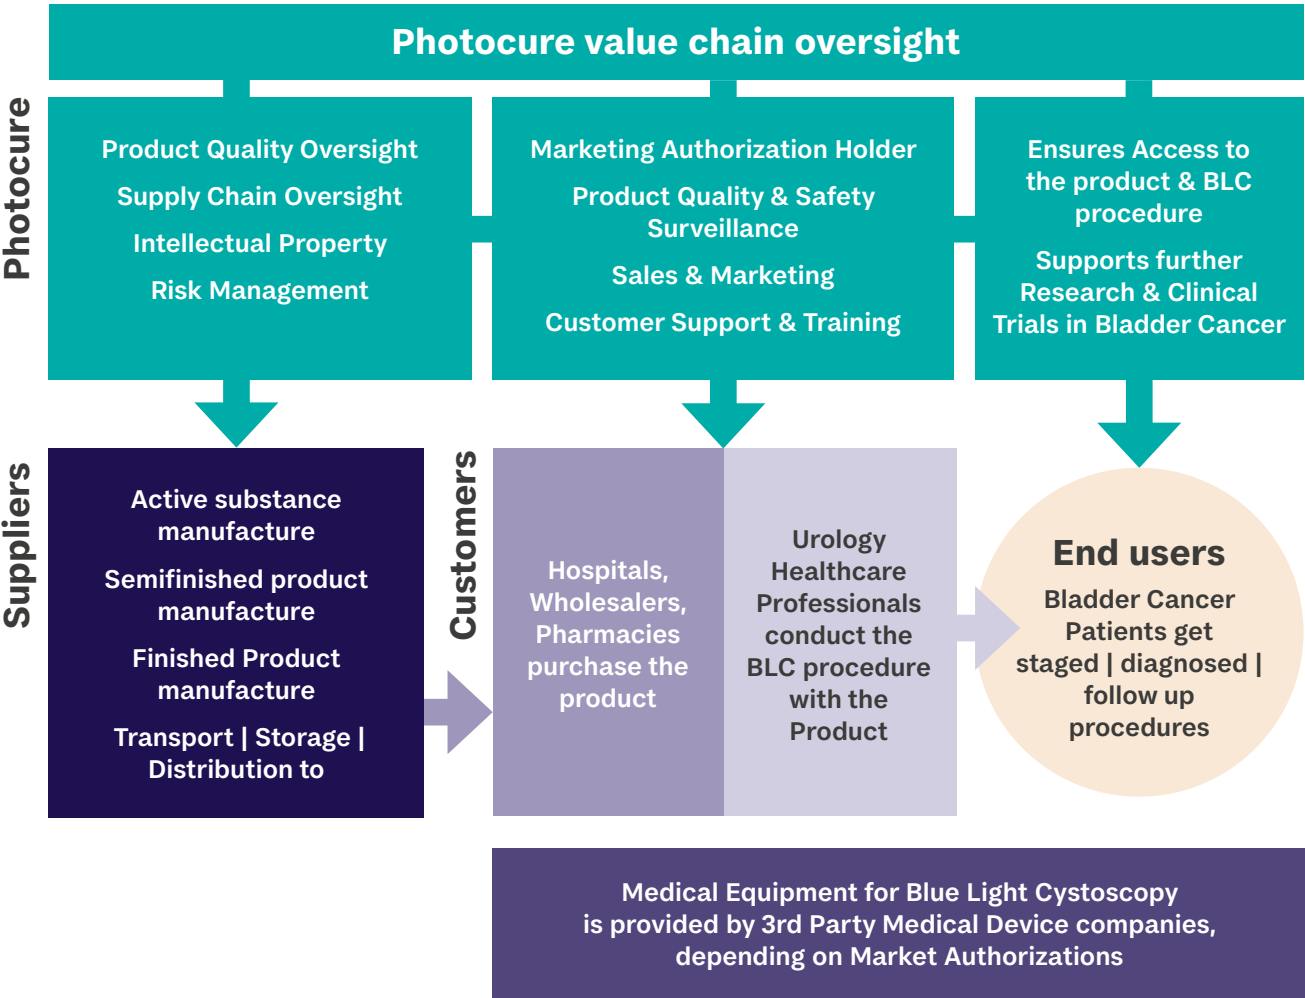 Photocure value chain oversight
Photocure
Product Quality Oversight
Supply Chain Oversight
Intellectual Property
Risk Management
Marketing Authorization Holder
Product Quality & Safety
Surveillance
Sales & Marketing
Customer Support & Training
Ensures Access to
the product & BLC
procedure
Supports further
Research & Clinical
Trials in Bladder Cancer
Suppliers
Active substance
manufacture
Semifinished product
manufacture
Finished Product
manufacture
Transport | Storage |
Distribution to
Customers
Hospitals,
Wholesalers,
Pharmacies
purchase the
product
Urology
Healthcare
Professionals
conduct the
BLC procedure
with the
Product
End users
Bladder Cancer
Patients get
staged | diagnosed |
follow up
procedures
Medical Equipment for Blue Light Cystoscopy
is provided by 3rd Party Medical Device companies,
depending on Market Authorizations